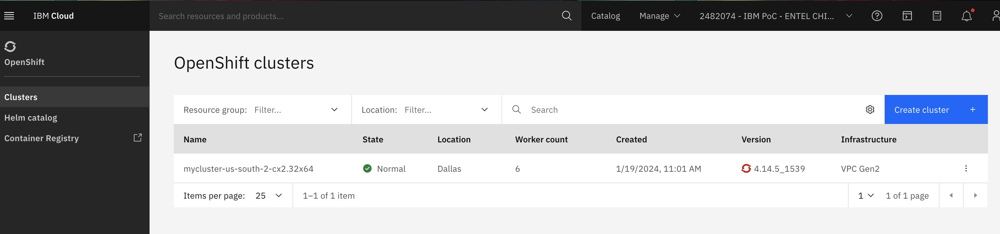 IBM Cloud
Search resources and products...
Catalog
Manage
2482074 - IBM PoC - ENTEL CHI...
OpenShift
Clusters
Helm catalog
Container Registry
OpenShift clusters
Resource group: Filter...
Location: Filter...
Search
Create cluster +
Name State Location Worker count Created Version Infrastructure
mycluster-us-south-2-cx2.32x64 Normal Dallas 6 1/19/2024, 11:01 AM 4.14.5_1539 VPC Gen2
Items per page: 25 1–1 of 1 item 1 1 of 1 page